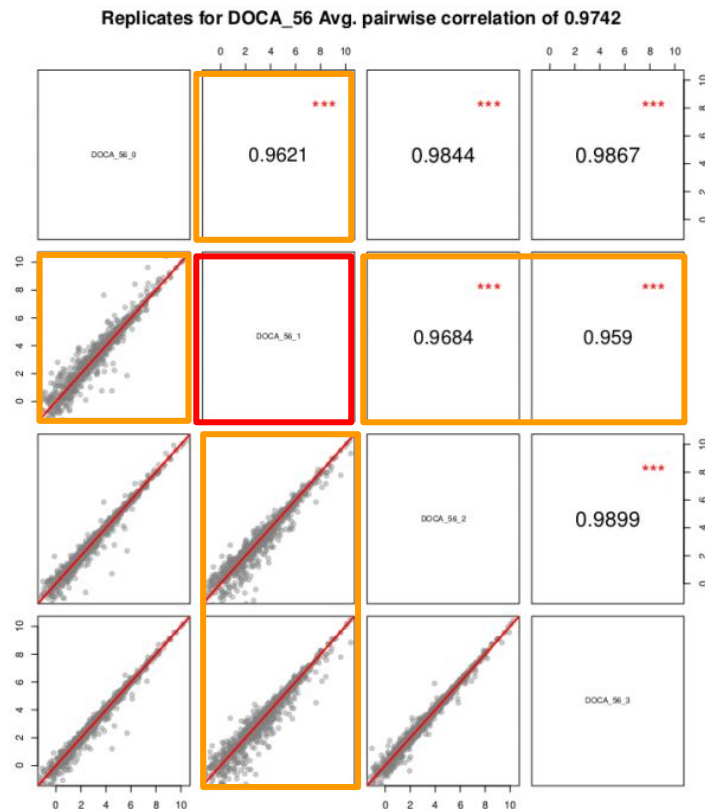 Replicates for DOCA_56 Avg. pairwise correlation of 0.9742
0 2 4 6 8 10 0 2 4 6 8 10
DOCA_56_0
***
0.9621
***
0.9844
***
0.9867
0 2 4 6 8 10
0 2 4 6 8 10
DOCA_56_1
***
0.9684
***
0.959
DOCA_56_2
***
0.9899
0 2 4 6 8 10
0 2 4 6 8 10
DOCA_56_3
0 2 4 6 8 10 0 2 4 6 8 10